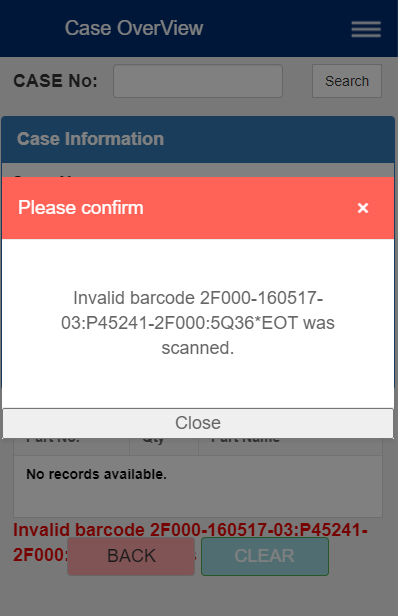 Case OverView
CASE No:
Search
Case Information
Please confirm ×
Invalid barcode 2F000-160517-
03:P45241-2F000:5Q36*EOT was
scanned.
Close
Part No. Qty Part Name
No records available.
Invalid barcode 2F000-160517-03:P45241-
2F000:
BACK CLEAR